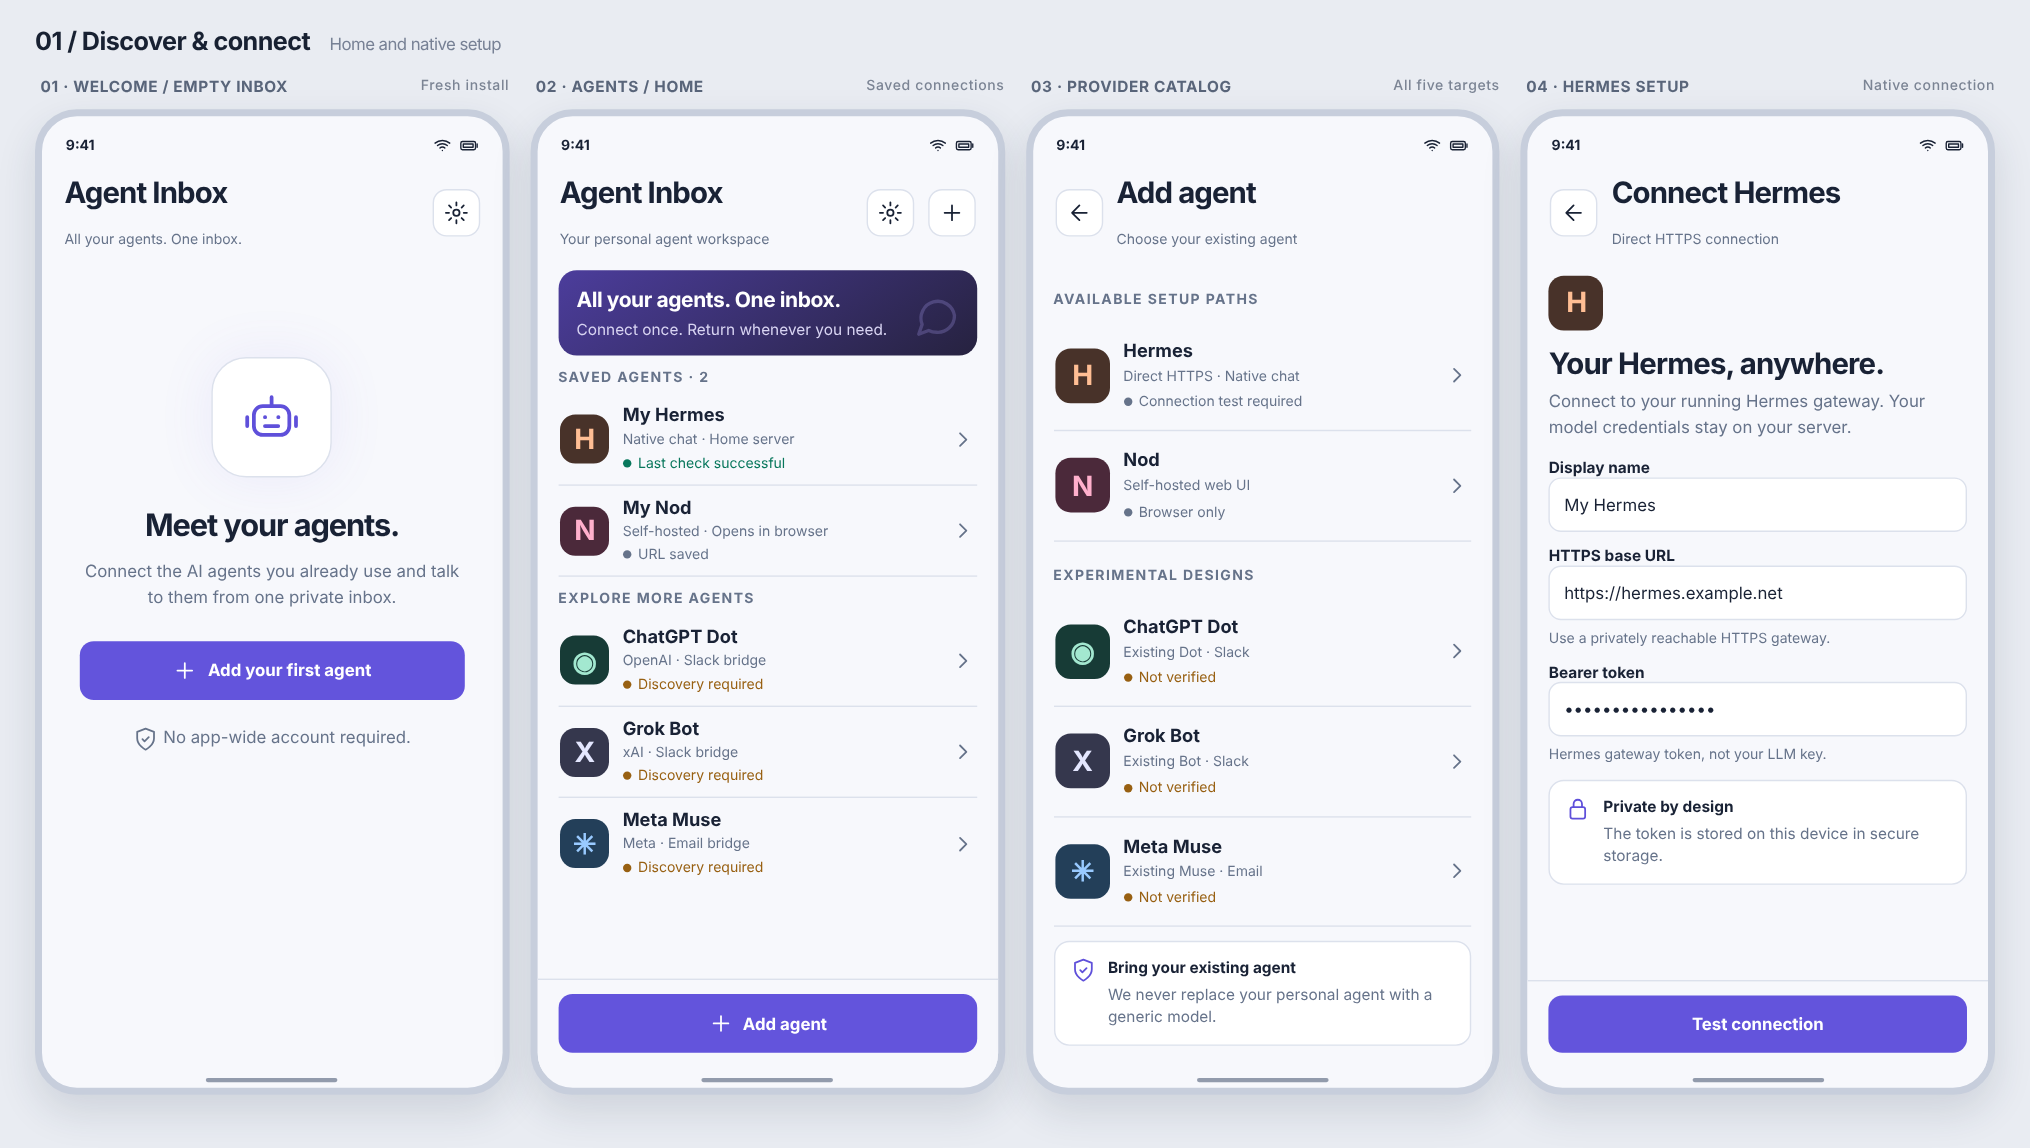 01 / Discover & connect Home and native setup
01 · WELCOME / EMPTY INBOX Fresh install
9:41
Agent Inbox
All your agents. One inbox.
Meet your agents.
Connect the AI agents you already use and talk
to them from one private inbox.
Add your first agent
No app-wide account required.
02 · AGENTS / HOME Saved connections
9:41
Agent Inbox
Your personal agent workspace
All your agents. One inbox.
Connect once. Return whenever you need.
SAVED AGENTS · 2
H
My Hermes
Native chat · Home server
Last check successful
N
My Nod
Self-hosted · Opens in browser
URL saved
EXPLORE MORE AGENTS
ChatGPT Dot
OpenAI · Slack bridge
Discovery required
X
Grok Bot
xAI · Slack bridge
Discovery required
Meta Muse
Meta · Email bridge
Discovery required
Add agent
03 · PROVIDER CATALOG All five targets
9:41
Add agent
Choose your existing agent
AVAILABLE SETUP PATHS
H
Hermes
Direct HTTPS · Native chat
Connection test required
N
Nod
Self-hosted web UI
Browser only
EXPERIMENTAL DESIGNS
ChatGPT Dot
Existing Dot · Slack
Not verified
X
Grok Bot
Existing Bot · Slack
Not verified
Meta Muse
Existing Muse · Email
Not verified
Bring your existing agent
We never replace your personal agent with a
generic model.
04 · HERMES SETUP Native connection
9:41
Connect Hermes
Direct HTTPS connection
H
Your Hermes, anywhere.
Connect to your running Hermes gateway. Your
model credentials stay on your server.
Display name
My Hermes
HTTPS base URL
https://hermes.example.net
Use a privately reachable HTTPS gateway.
Bearer token
••••••••••••••••
Hermes gateway token, not your LLM key.
Private by design
The token is stored on this device in secure
storage.
Test connection